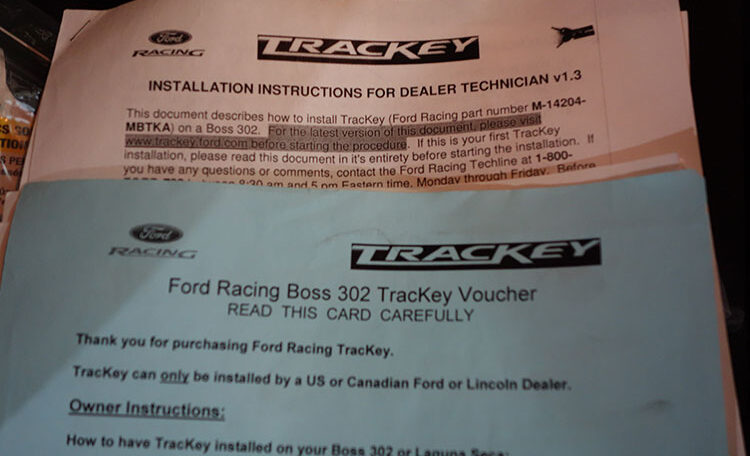 Ford
RACING
TRACKEY
INSTALLATION INSTRUCTIONS FOR DEALER TECHNICIAN v1.3
This document describes how to install TracKey (Ford Racing part number M-14204-
MBTKA) on a Boss 302. For the latest version of this document, please visit
www.trackey.ford.com before starting the procedure. If this is your first TracKey
installation, please read this document in it's entirety before starting the installation. If
you have any questions or comments, contact the Ford Racing Techline at 1-800-
8:30 am and 5 pm Eastern time, Monday through Friday. Before
Ford
RACING
TRACKEY
Ford Racing Boss 302 TracKey Voucher
READ THIS CARD CAREFULLY
Thank you for purchasing Ford Racing TracKey.
TracKey can only be installed by a US or Canadian Ford or Lincoln Dealer.
Owner Instructions:
How to have TracKey installed on your Boss 302 or Laguna Seca: